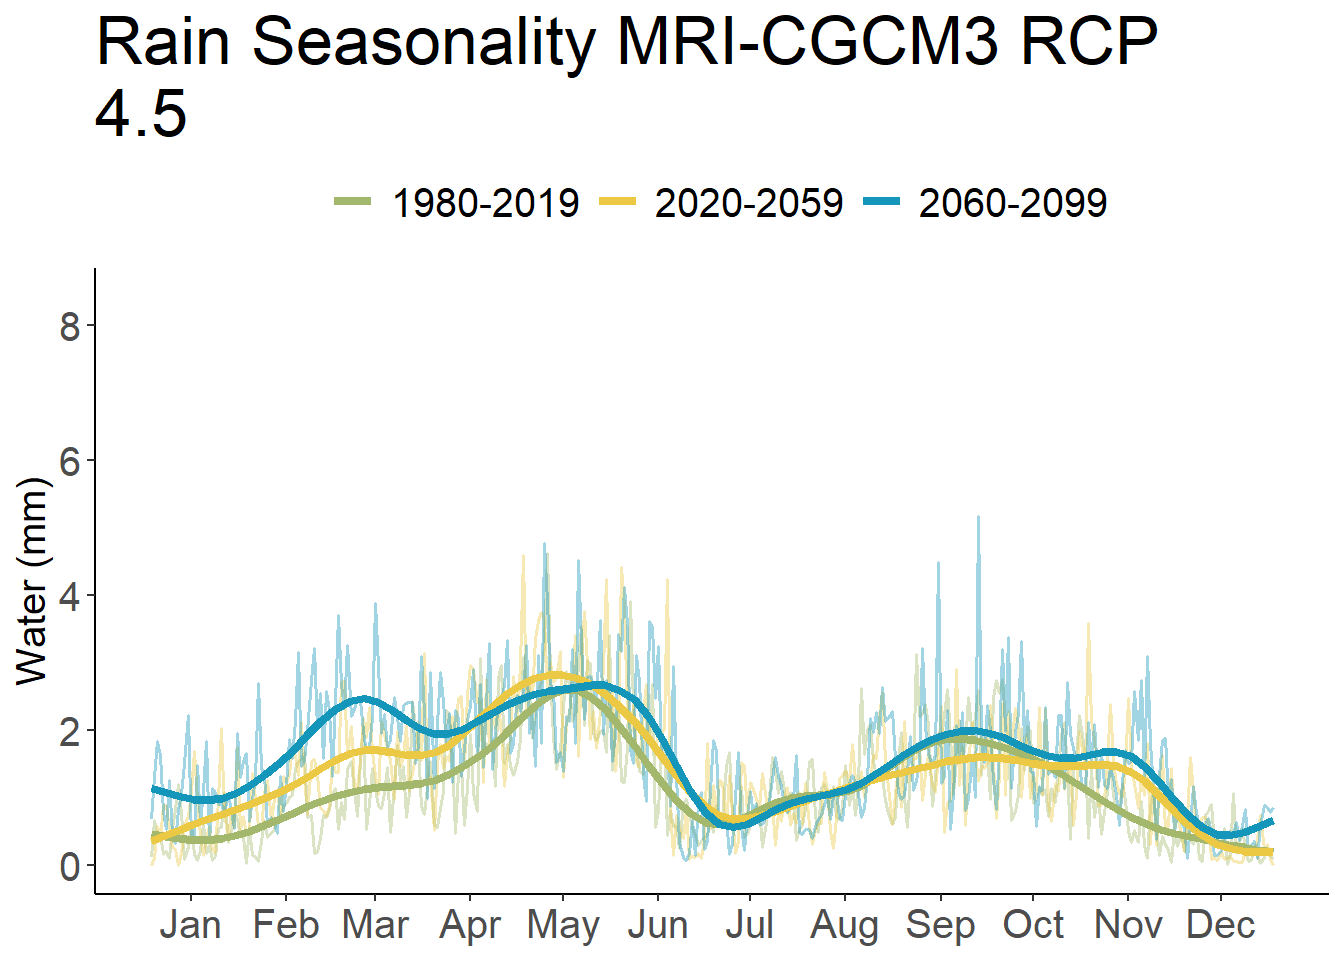 Rain Seasonality MRI-CGCM3 RCP
4.5
1980-2019 2020-2059 2060-2099
Water (mm)
8
6
4
2
0
Jan Feb Mar Apr May Jun Jul Aug Sep Oct Nov Dec